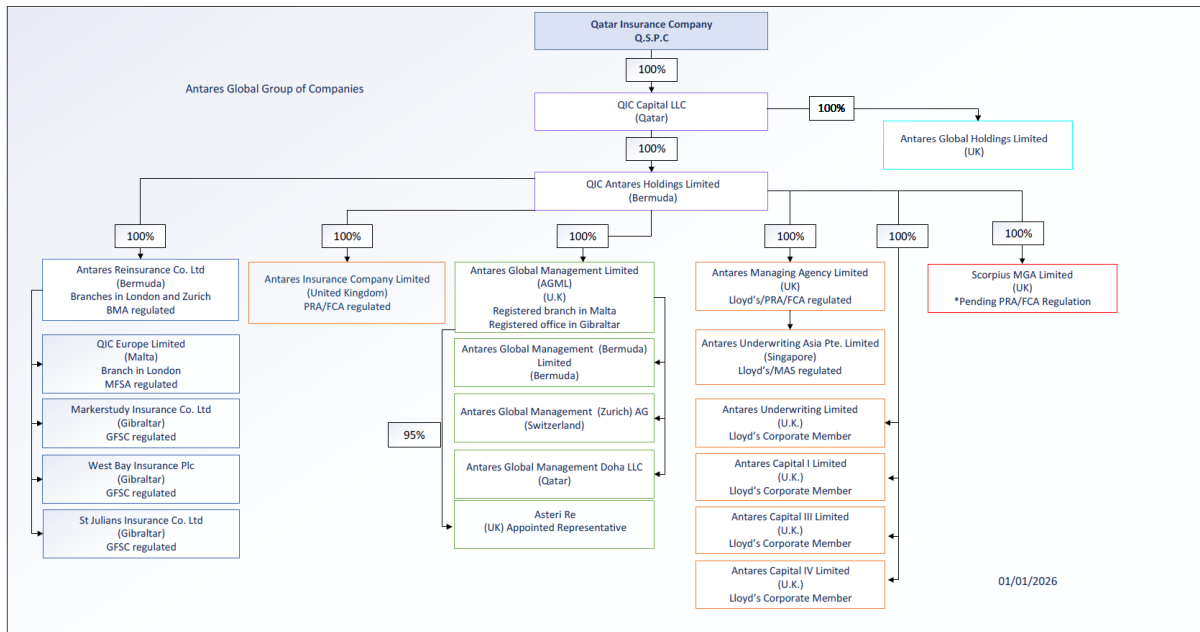 Qatar Insurance Company
Q.S.P.C
100%
Antares Global Group of Companies
QIC Capital LLC
(Qatar)
100%
Antares Global Holdings Limited
(UK)
100%
QIC Antares Holdings Limited
(Bermuda)
100%
100%
100%
100%
100%
100%
Antares Reinsurance Co. Ltd
(Bermuda)
Branches in London and Zurich
BMA regulated
Antares Insurance Company Limited
(United Kingdom)
PRA/FCA regulated
Antares Global Management Limited
(AGML)
(U.K)
Registered branch in Malta
Registered office in Gibraltar
Antares Managing Agency Limited
(UK)
Lloyd's/PRA/FCA regulated
Scorpius MGA Limited
(UK)
*Pending PRA/FCA Regulation
QIC Europe Limited
(Malta)
Branch in London
MFSA regulated
Antares Global Management (Bermuda)
Limited
(Bermuda)
Antares Underwriting Asia Pte. Limited
(Singapore)
Lloyd's/MAS regulated
Markerstudy Insurance Co. Ltd
(Gibraltar)
GFSC regulated
95%
Antares Global Management (Zurich) AG
(Switzerland)
Antares Underwriting Limited
(U.K.)
Lloyd's Corporate Member
West Bay Insurance Plc
(Gibraltar)
GFSC regulated
Antares Global Management Doha LLC
(Qatar)
Antares Capital I Limited
(U.K.)
Lloyd's Corporate Member
St Julians Insurance Co. Ltd
(Gibraltar)
GFSC regulated
Asteri Re
(UK) Appointed Representative
Antares Capital III Limited
(U.K.)
Lloyd's Corporate Member
Antares Capital IV Limited
(U.K.)
Lloyd's Corporate Member
01/01/2026